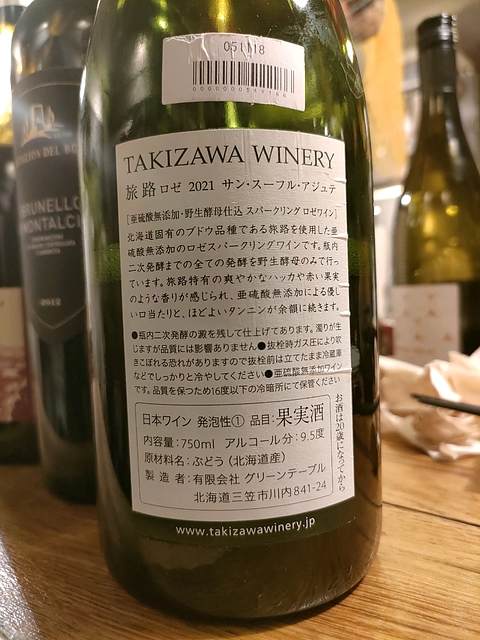 051118
TAKIZAWA WINERY
旅路ロゼ 2021 サン・スーフル・アジュテ
［亜硫酸無添加・野生酵母仕込 スパークリング ロゼワイン］
北海道固有のブドウ品種である旅路を使用した亜
硫酸無添加のロゼスパークリングワインです。瓶内
二次発酵までの全ての発酵を野生酵母のみで行っ
ています。旅路特有の爽やかなハッカや赤い果実
のような香りが感じられ、亜硫酸無添加による優し
い口当たりと、ほどよいタンニンが余韻に続きます。
●瓶内二次発酵の澱を残して仕上げてあります。濁りが生
じますが品質には影響ありません●抜栓時ガス圧により吹
きこぼれる恐れがありますので抜栓前は立てたまま冷蔵庫
などでしっかりと冷やしてください●亜硫酸無添加ワイン
です。品質を保つため16度以下の冷暗所にて保管ください
日本ワイン 発泡性① 品目:果実酒
内容量:750ml アルコール分:9.5度
原材料名:ぶどう(北海道産)
製造者:有限会社 グリーンテーブル
北海道三笠市川内841-24
お酒は20歳になってから
www.takizawawinery.jp
BRUNELLO
MONTALCI
2012